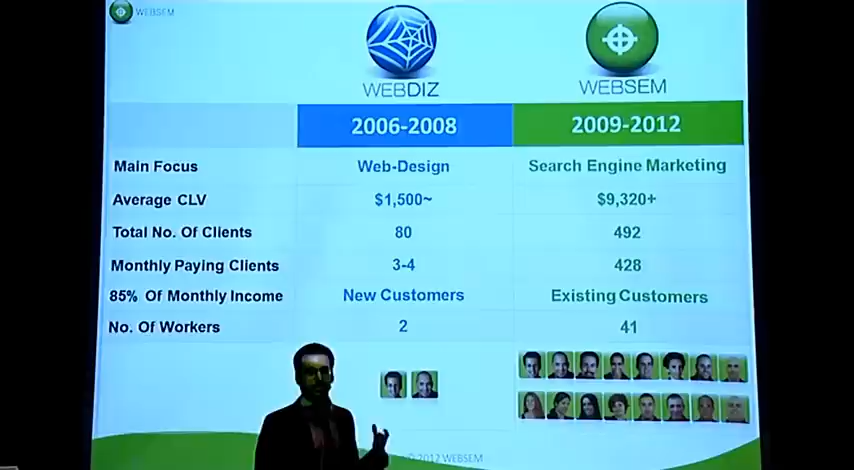 WEBSEM
WEBDIZ WEBSEM
2006-2008 2009-2012
Main Focus Web-Design Search Engine Marketing
Average CLV $1,500~ $9,320+
Total No. Of Clients 80 492
Monthly Paying Clients 3-4 428
85% Of Monthly Income New Customers Existing Customers
No. Of Workers 2 41
© 2012 WEBSEM